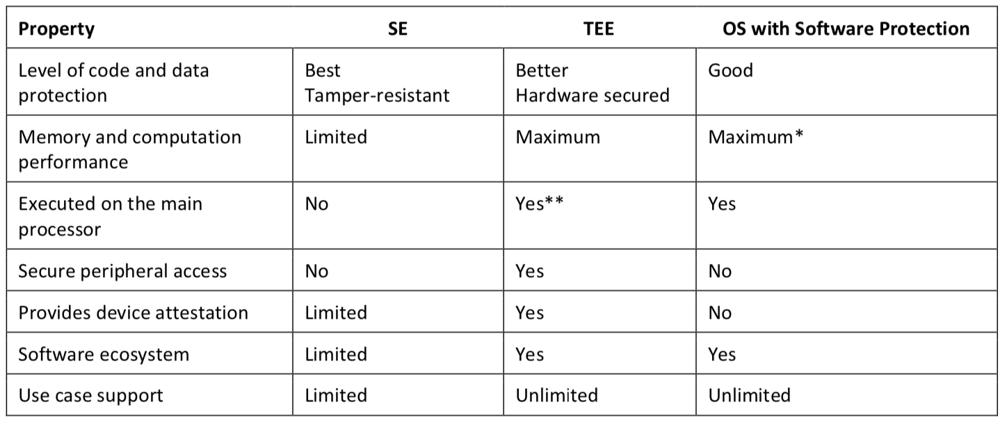 Property SE TEE OS with Software Protection
Level of code and data Best Better Good
protection Tamper-resistant Hardware secured
Memory and computation Limited Maximum Maximum*
performance
Executed on the main No Yes** Yes
processor
Secure peripheral access No Yes No
Provides device attestation Limited Yes No
Software ecosystem Limited Yes Yes
Use case support Limited Unlimited Unlimited